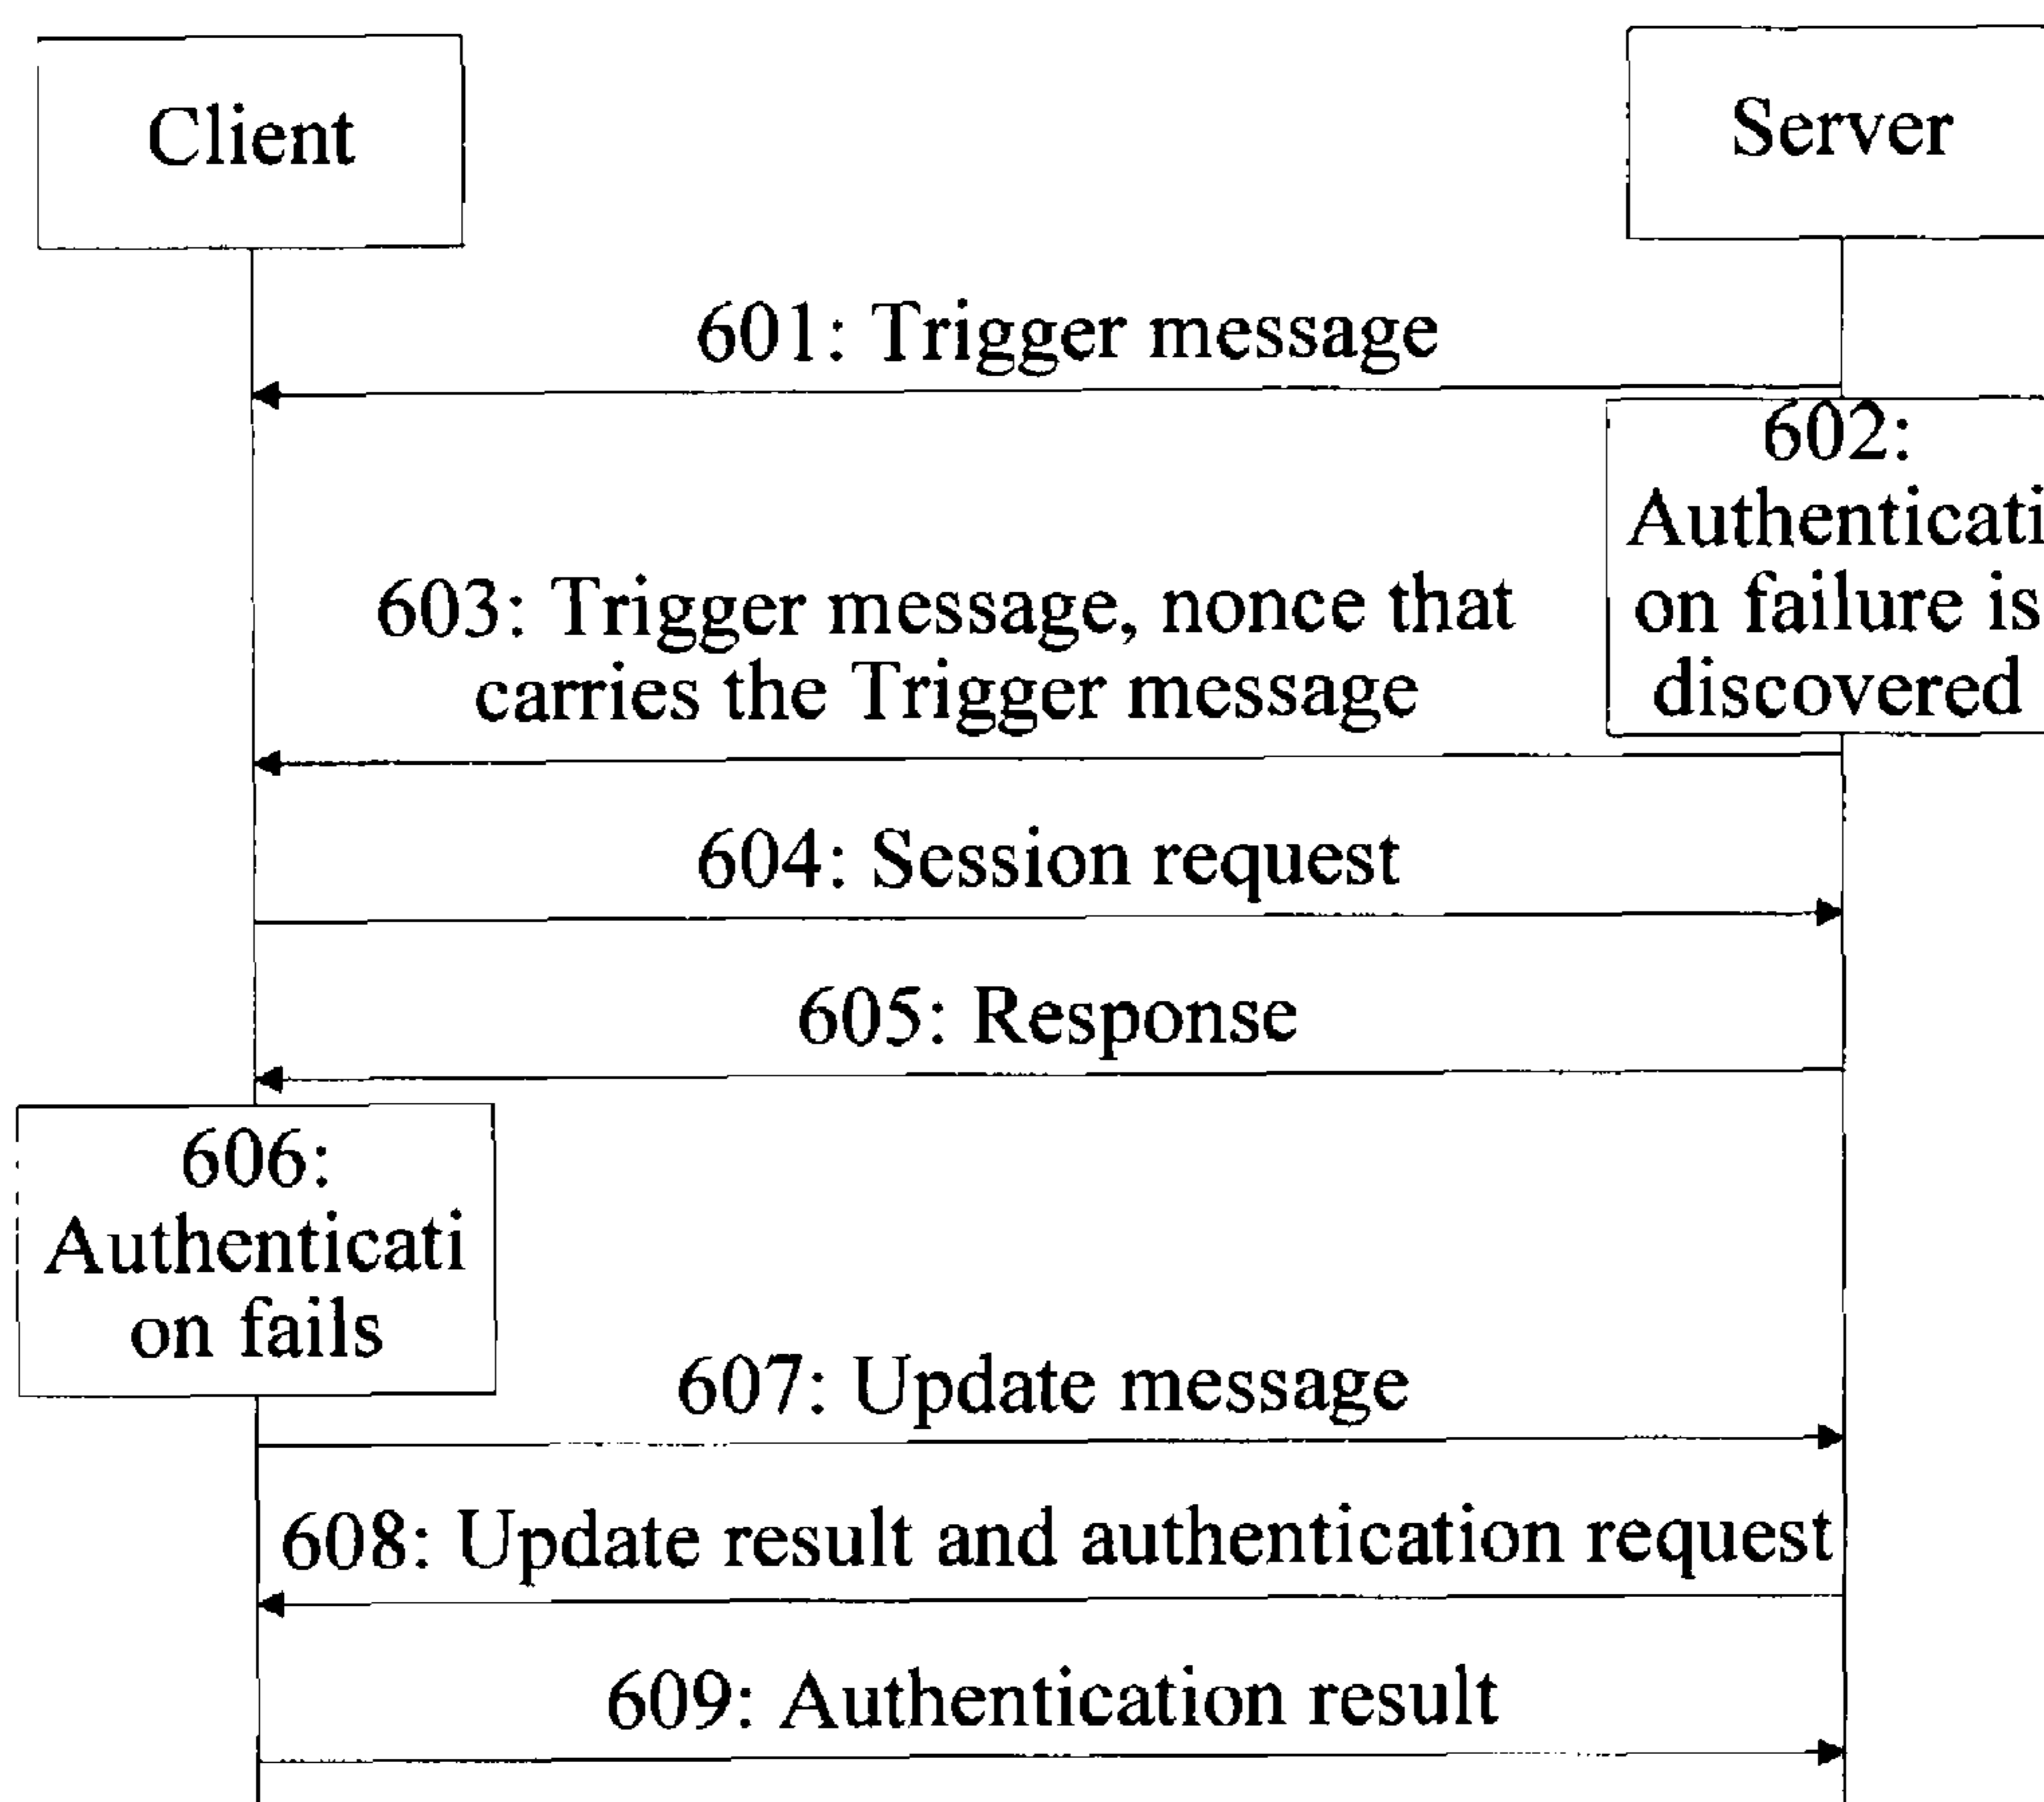 Client
Server
601: Trigger message
602:
Authenticati
on failure is
discovered
603: Trigger message, nonce that
carries the Trigger message
604: Session request
605: Response
606:
Authenticati
on fails
607: Update message
608: Update result and authentication request
609: Authentication result